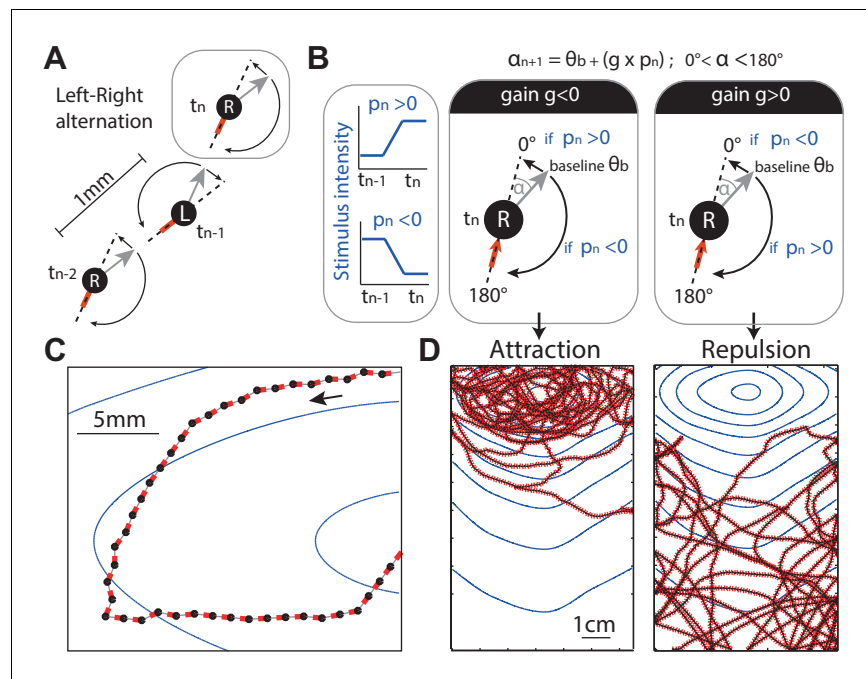 A
Left-Right
alternation
tn
R
1mm
L
tn-1
tn-2
R
B
αn+1 = θb + (g x pn) ; 0°< α <180°
Stimulus intensity
pn >0
tn-1 tn
pn <0
tn-1 tn
gain g<0
0° if pn >0
baseline θb
α
tn
R
if pn <0
180°
gain g>0
0° if pn <0
baseline θb
α
tn
R
if pn >0
180°
C
5mm
D
Attraction
Repulsion
1cm